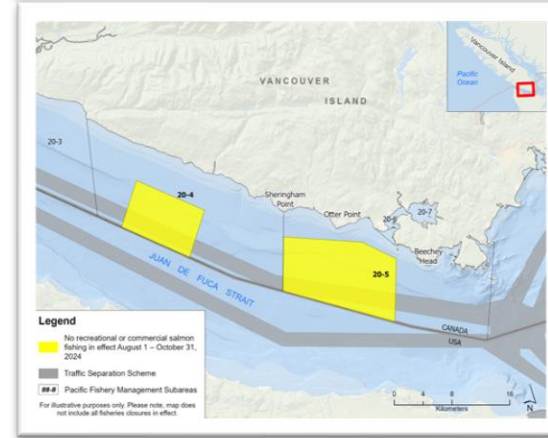 VANCOUVER
ISLAND
Vancouver Island
Pacific
Ocean
20-3
20-4
Sheringham
Point
Otter Point
20-6
20-7
Beechey
Head
20-5
JUAN DE FUCA STRAIT
CANADA
USA
Legend
No recreational or commercial salmon
fishing in effect August 1 – October 31,
2024
Traffic Separation Scheme
Pacific Fishery Management Subareas
For illustrative purposes only. Please note, map does
not include all fisheries closures in effect.
0 4 8 16
Kilometers
N